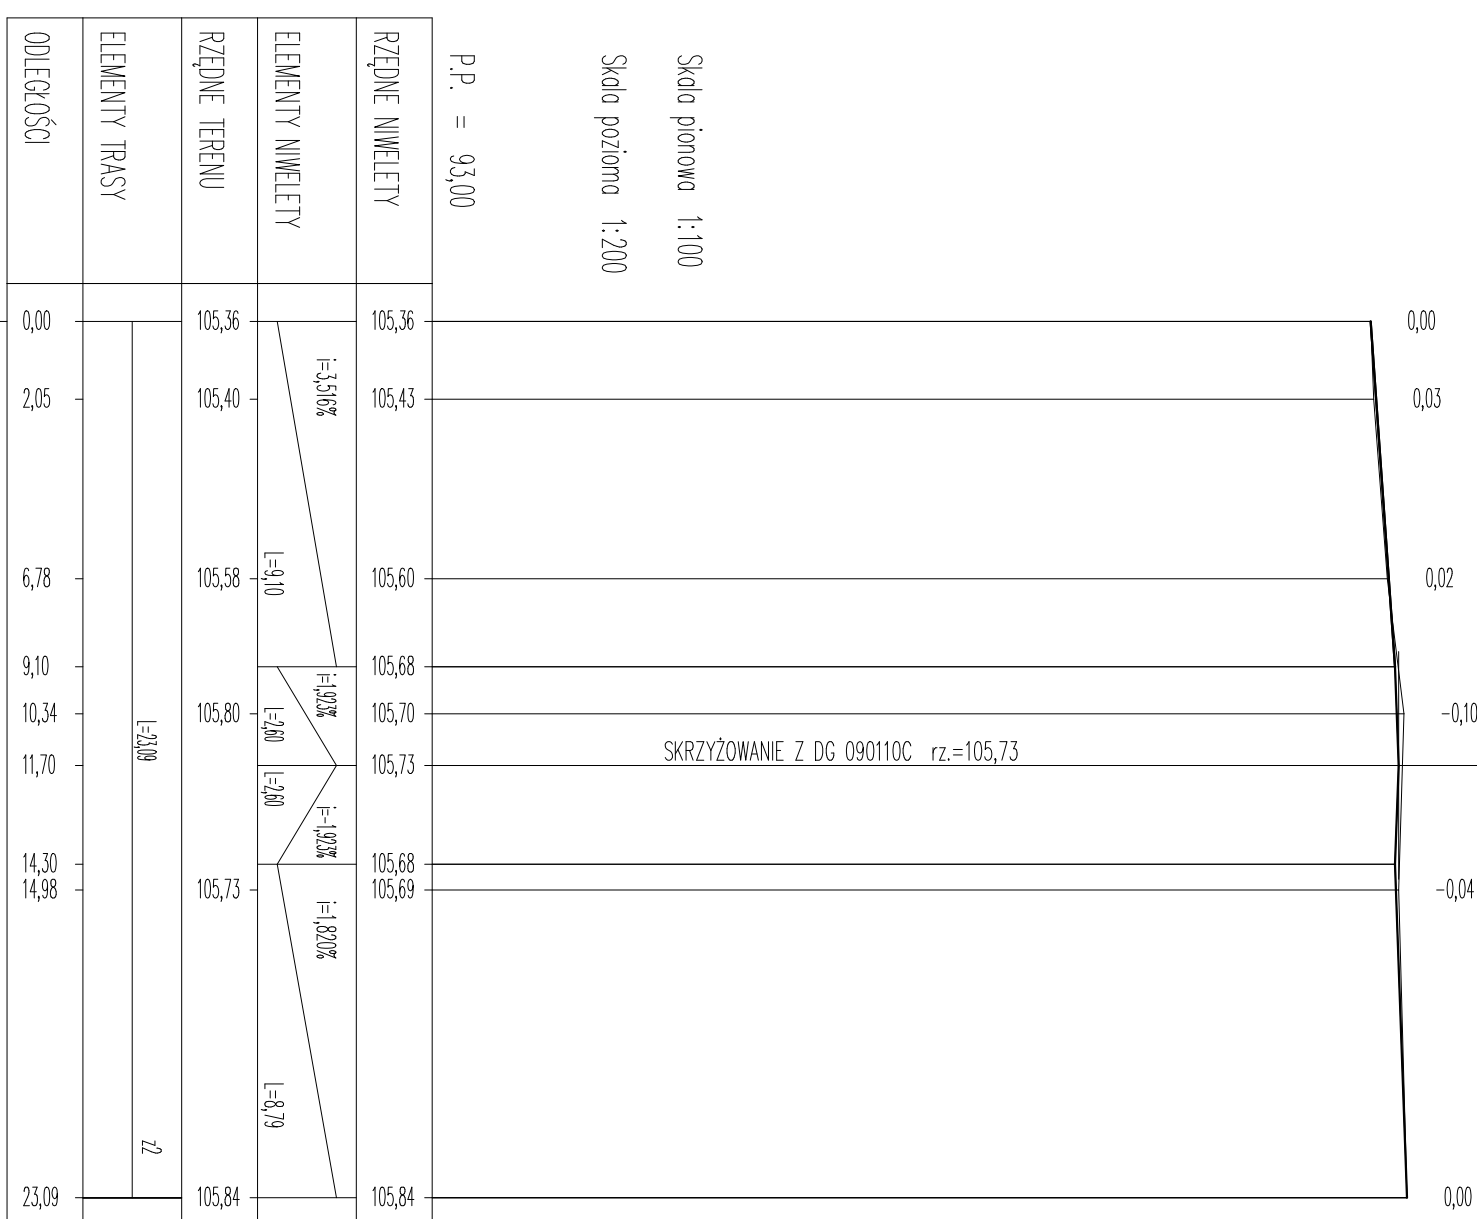 Skala pionowa 1:100
Skala pozioma 1:200
P.P. = 93,00
0,00
0,03
0,02
-0,10
-0,04
0,00
SKRZYŻOWANIE Z DG 090110C rz.=105,73
RZĘDNE NIWELETY
105,36
105,43
105,60
105,68
105,70
105,73
105,68
105,69
105,84
ELEMENTY NIWELETY
i=3,516%
L=9,10
i=1,923%
L=2,60
L=2,60
i=-1,923%
i=1,820%
L=8,79
RZĘDNE TERENU
105,36
105,40
105,58
105,80
105,73
105,84
ELEMENTY TRASY
l=23,09
z2
ODLEGŁOŚCI
0,00
2,05
6,78
9,10
10,34
11,70
14,30
14,98
23,09